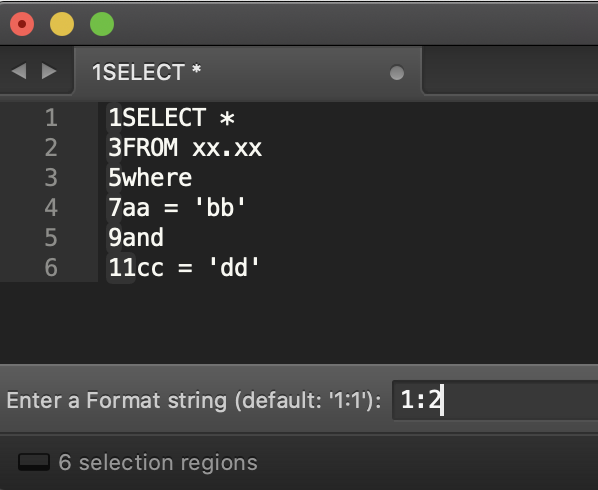 1SELECT *
1 1SELECT *
2 3FROM xx.xx
3 5where
4 7aa = 'bb'
5 9and
6 11cc = 'dd'
Enter a Format string (default: '1:1'): 1:2
6 selection regions